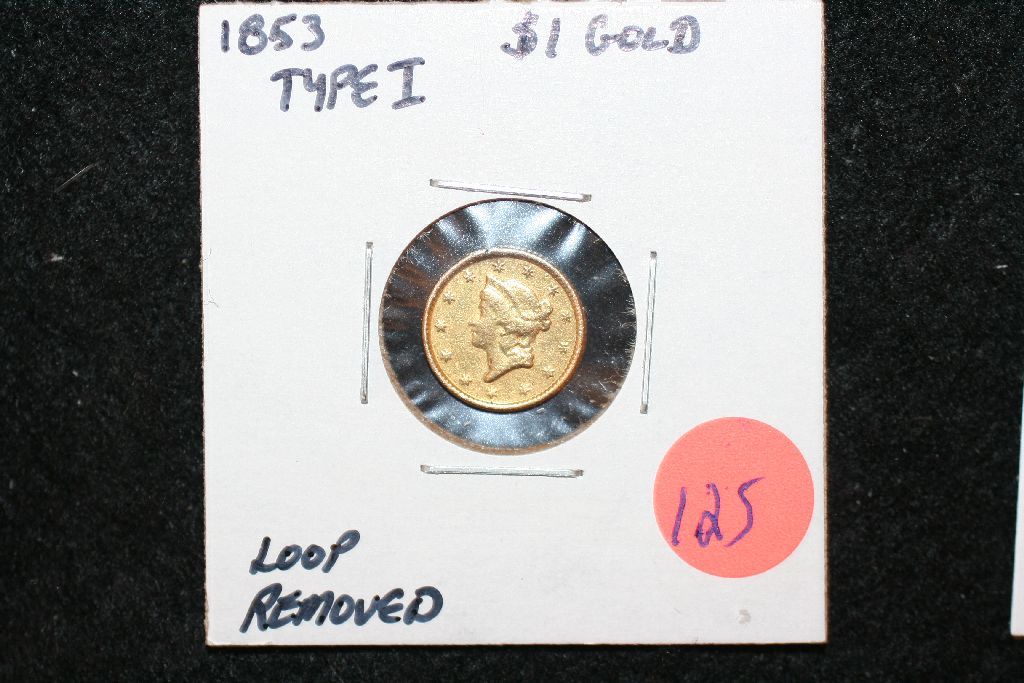 1853 $1 GOLD
TYPE I
125
LOOP
REMOVED